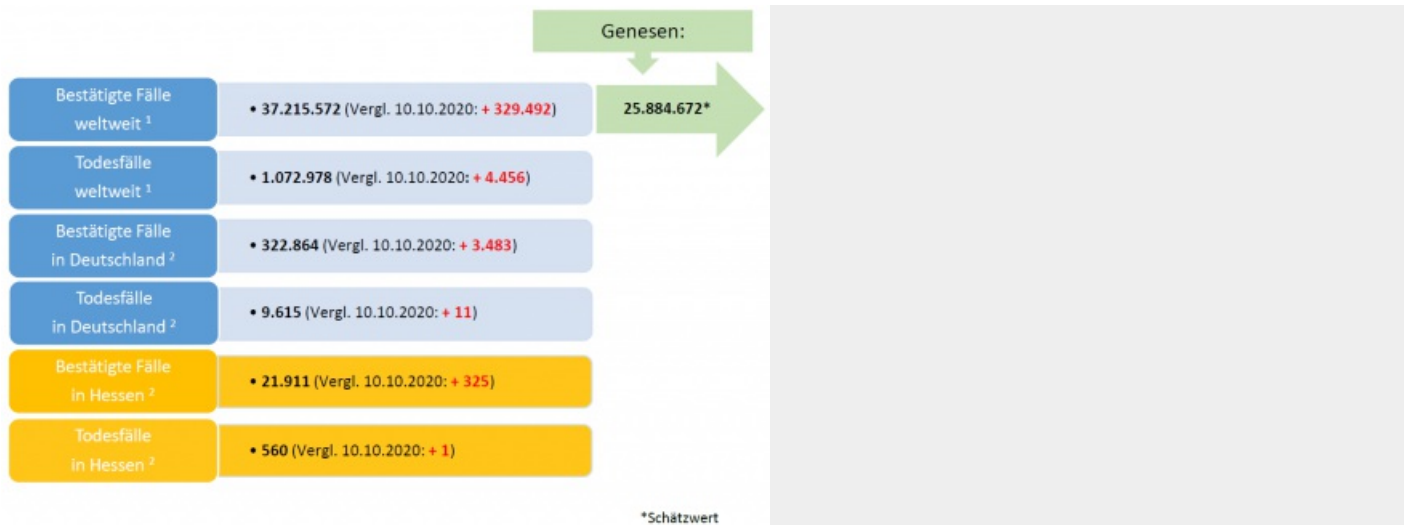 Genesen:
Bestätigte Fälle
weltweit ¹
• 37.215.572 (Vergl. 10.10.2020: + 329.492)
25.884.672*
Todesfälle
weltweit ¹
• 1.072.978 (Vergl. 10.10.2020: + 4.456)
Bestätigte Fälle
in Deutschland ²
• 322.864 (Vergl. 10.10.2020: + 3.483)
Todesfälle
in Deutschland ²
• 9.615 (Vergl. 10.10.2020: + 11)
Bestätigte Fälle
in Hessen ²
• 21.911 (Vergl. 10.10.2020: + 325)
Todesfälle
in Hessen ²
• 560 (Vergl. 10.10.2020: + 1)
*Schätzwert